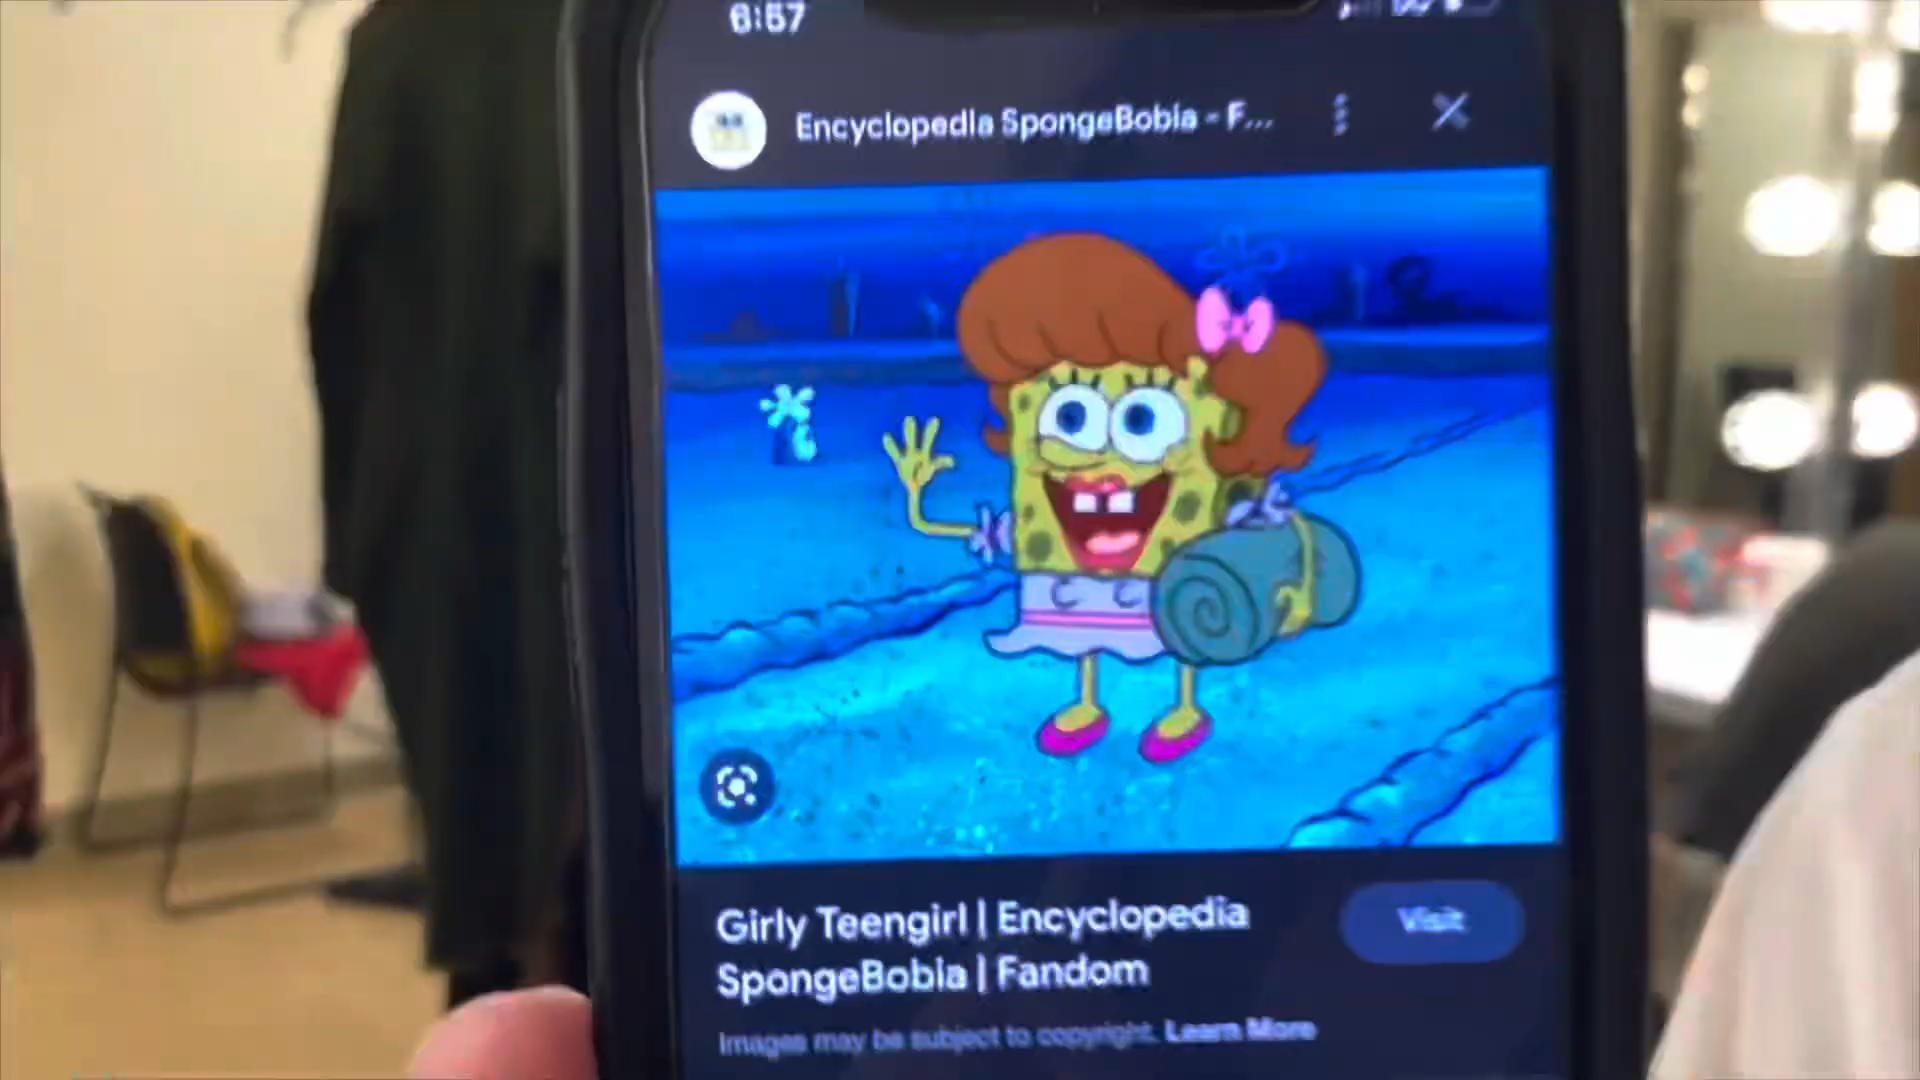 6:57
Encyclopedia SpongeBobia - F...
Girly Teengirl | Encyclopedia
SpongeBobia | Fandom
Visit
Images may be subject to copyright. Learn More